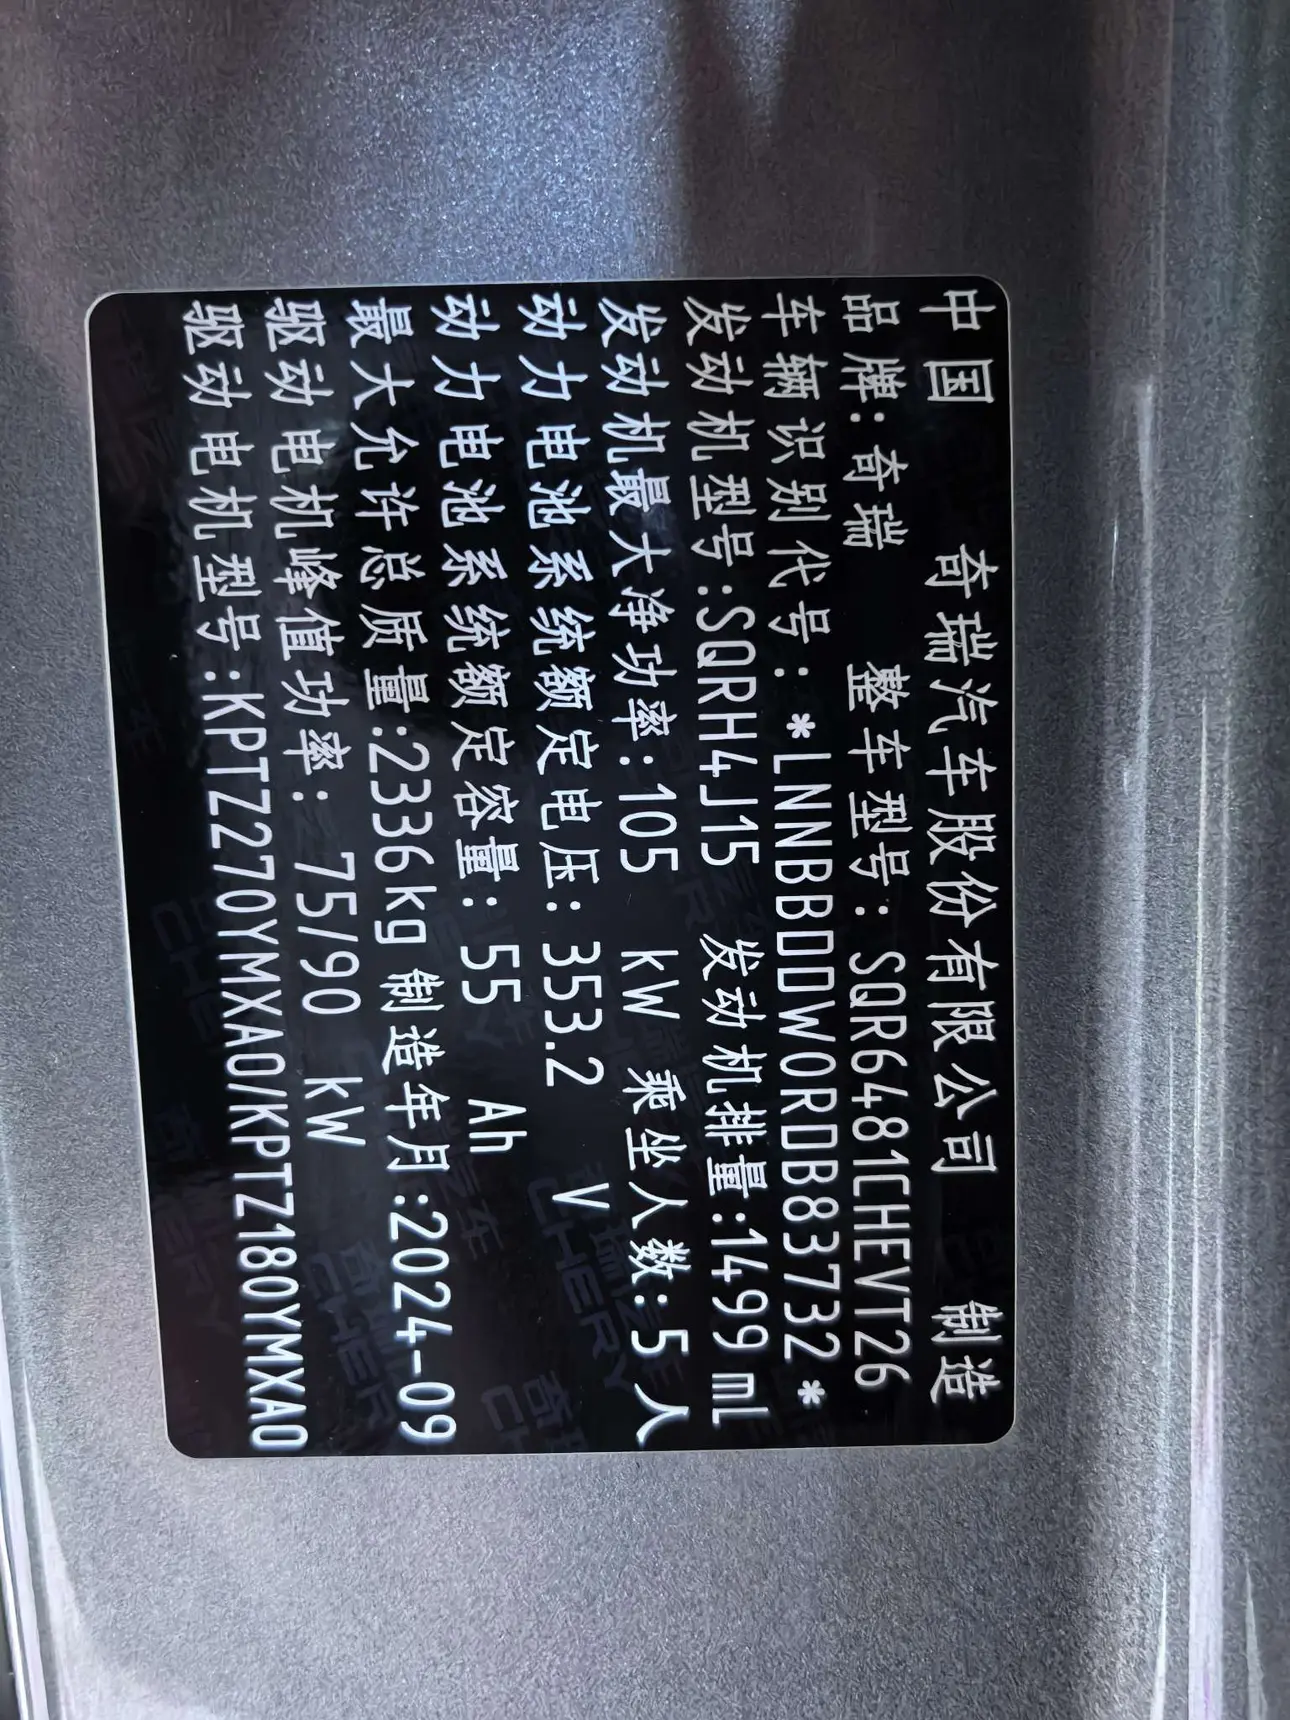 中国 奇瑞汽车股份有限公司 制造
品牌:奇瑞 整车型号:SQR6481CHEVT26
车辆识别代号:*LNNBBDDW0RDB83732*
发动机型号:SQRH4J15 发动机排量:1499 mL
发动机最大净功率:105 kW 乘坐人数:5 人
动力电池系统额定电压:353.2 V
动力电池系统额定容量:55 Ah
最大允许总质量:2336kg 制造年月:2024-09
驱动电机峰值功率:75/90 kW
驱动电机型号:KPTZ270YMXA0/KPTZ180YMXA0